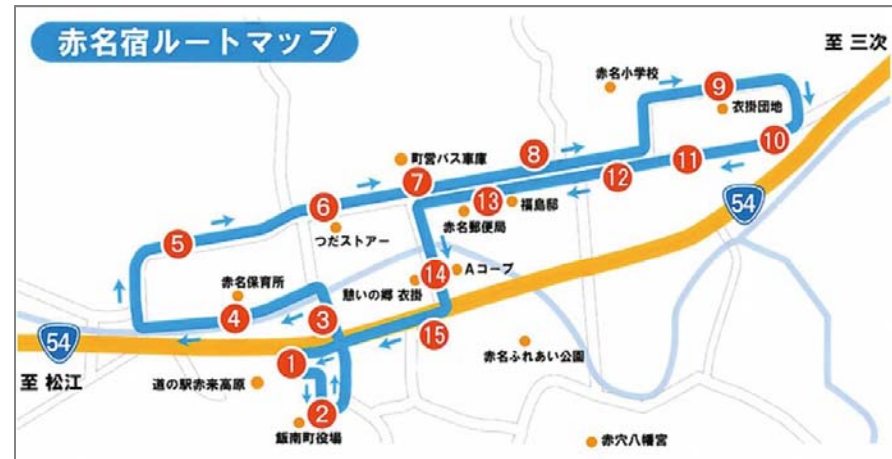 赤名宿ルートマップ
至 三次
赤名小学校
9
衣掛団地
町営バス車庫
8
10
11
7
12
6
13
福島邸
54
つだストアー
赤名郵便局
5
14
Aコープ
赤名保育所
憩いの郷 衣掛
4
3
15
54
1
赤名ふれあい公園
至 松江
道の駅赤来高原
2
飯南町役場
赤穴八幡宮